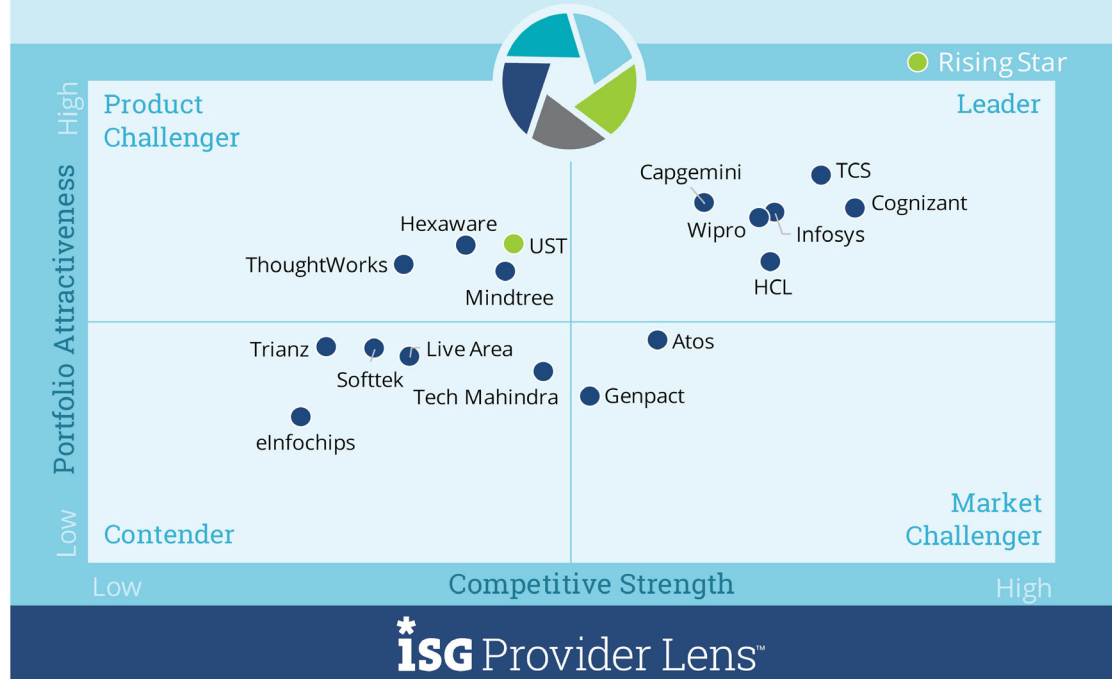 Rising Star
High
Product
Challenger
Leader
Capgemini
TCS
Cognizant
Wipro
Infosys
HCL
Hexaware
UST
ThoughtWorks
Mindtree
Portfolio Attractiveness
Trianz
Softtek
Live Area
Tech Mahindra
eInfochips
Atos
Genpact
Low
Contender
Market
Challenger
Low
Competitive Strength
High
*iSG Provider Lens™